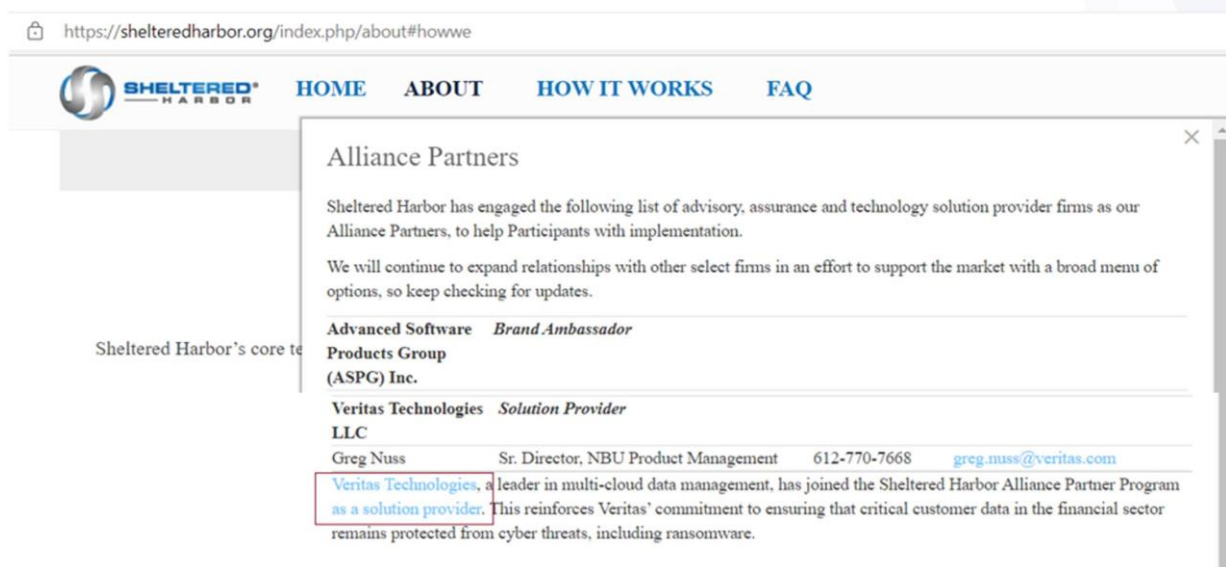 https://shelteredharbor.org/index.php/about#howwe
SHELTERED® HARBOR
HOME ABOUT HOW IT WORKS FAQ
Alliance Partners
Sheltered Harbor has engaged the following list of advisory, assurance and technology solution provider firms as our
Alliance Partners, to help Participants with implementation.
We will continue to expand relationships with other select firms in an effort to support the market with a broad menu of
options, so keep checking for updates.
Advanced Software Brand Ambassador
Products Group
(ASPG) Inc.
Sheltered Harbor's core te
Veritas Technologies Solution Provider
LLC
Greg Nuss Sr. Director, NBU Product Management 612-770-7668 greg.nuss@veritas.com
Veritas Technologies, a leader in multi-cloud data management, has joined the Sheltered Harbor Alliance Partner Program
as a solution provider. This reinforces Veritas' commitment to ensuring that critical customer data in the financial sector
remains protected from cyber threats, including ransomware.